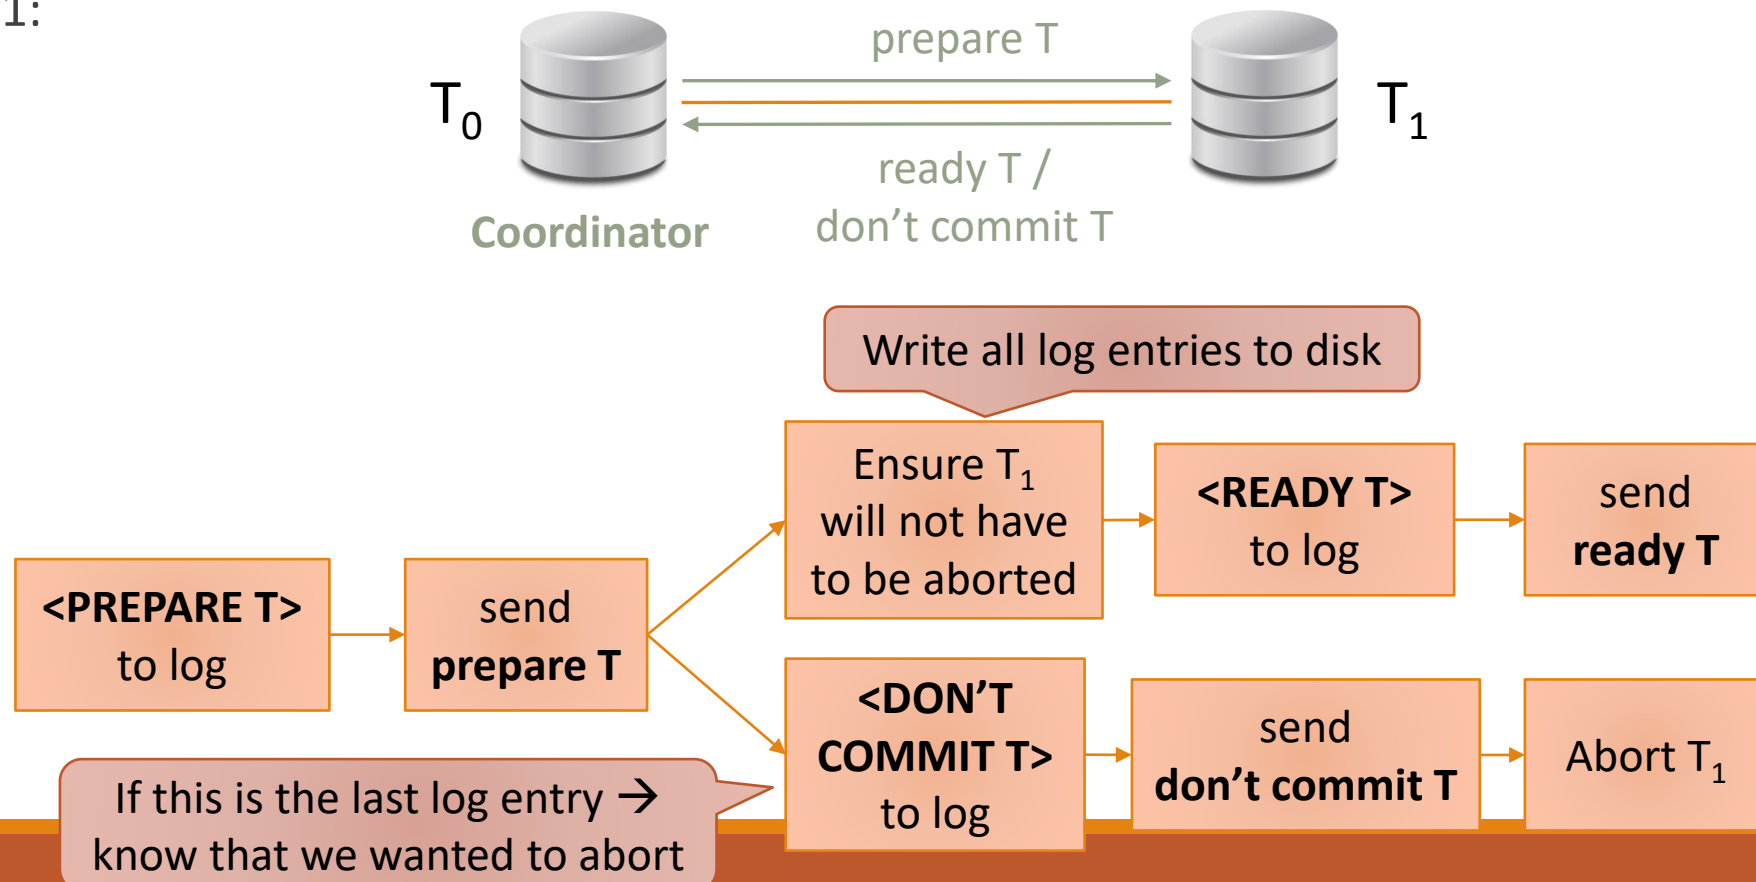 1:
prepare T
T₀
T₁
ready T /
don’t commit T
Coordinator
Write all log entries to disk
Ensure T₁
will not have
to be aborted
<READY T>
to log
send
ready T
<PREPARE T>
to log
send
prepare T
<DON’T
COMMIT T>
to log
send
don’t commit T
Abort T₁
If this is the last log entry →
know that we wanted to abort